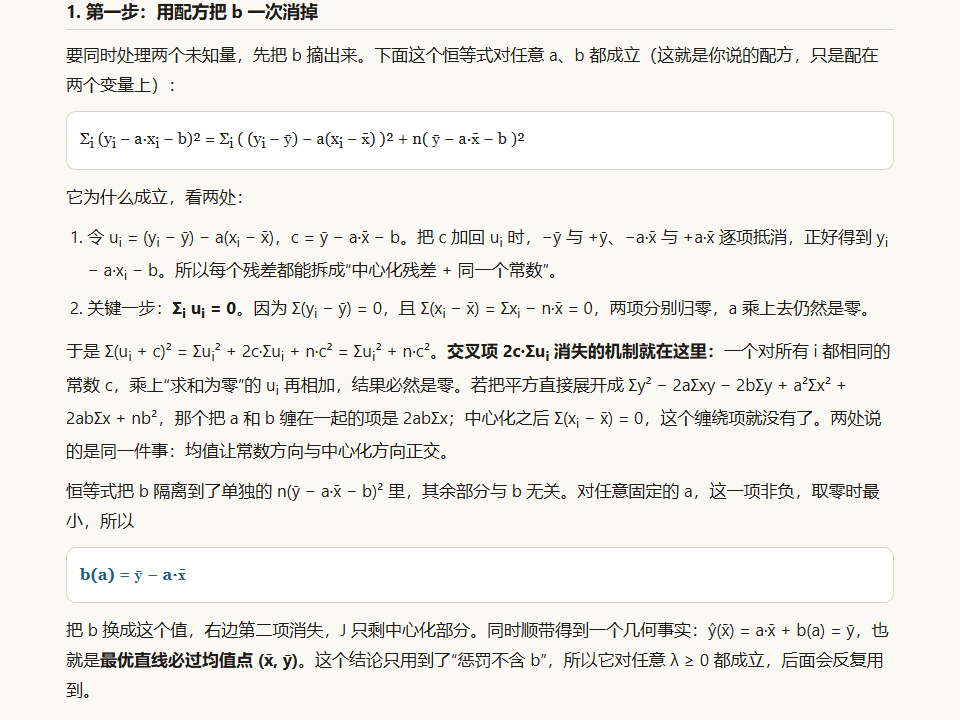 1. 第一步：用配方把 b 一次消掉
要同时处理两个未知量，先把 b 摘出来。下面这个恒等式对任意 a、b 都成立（这就是你说的配方，只是配在
两个变量上）：
Σᵢ (yᵢ − a·xᵢ − b)² = Σᵢ ( (yᵢ − ȳ) − a(xᵢ − x̄) )² + n( ȳ − a·x̄ − b )²
它为什么成立，看两处：
1. 令 uᵢ = (yᵢ − ȳ) − a(xᵢ − x̄)，c = ȳ − a·x̄ − b。把 c 加回 uᵢ 时，−ȳ 与 +ȳ、−a·x̄ 与 +a·x̄ 逐项抵消，正好得到 yᵢ
− a·xᵢ − b。所以每个残差都能拆成“中心化残差 + 同一个常数”。
2. 关键一步：Σᵢ uᵢ = 0。因为 Σ(yᵢ − ȳ) = 0，且 Σ(xᵢ − x̄) = Σxᵢ − n·x̄ = 0，两项分别归零，a 乘上去仍然是零。
于是 Σ(uᵢ + c)² = Σuᵢ² + 2c·Σuᵢ + n·c² = Σuᵢ² + n·c²。交叉项 2c·Σuᵢ 消失的机制就在这里：一个对所有 i 都相同的
常数 c，乘上“求和为零”的 uᵢ 再相加，结果必然是零。若把平方直接展开成 Σy² − 2aΣxy − 2bΣy + a²Σx² +
2abΣx + nb²，那个把 a 和 b 缠在一起的项是 2abΣx；中心化之后 Σ(xᵢ − x̄) = 0，这个缠绕项就没有了。两处说
的是同一件事：均值让常数方向与中心化方向正交。
恒等式把 b 隔离到了单独的 n(ȳ − a·x̄ − b)² 里，其余部分与 b 无关。对任意固定的 a，这一项非负，取零时最
小，所以
b(a) = ȳ − a·x̄
把 b 换成这个值，右边第二项消失，J 只剩中心化部分。同时顺带得到一个几何事实：ŷ(x̄) = a·x̄ + b(a) = ȳ，也
就是最优直线必过均值点 (x̄, ȳ)。这个结论只用到了“惩罚不含 b”，所以它对任意 λ ≥ 0 都成立，后面会反复用
到。